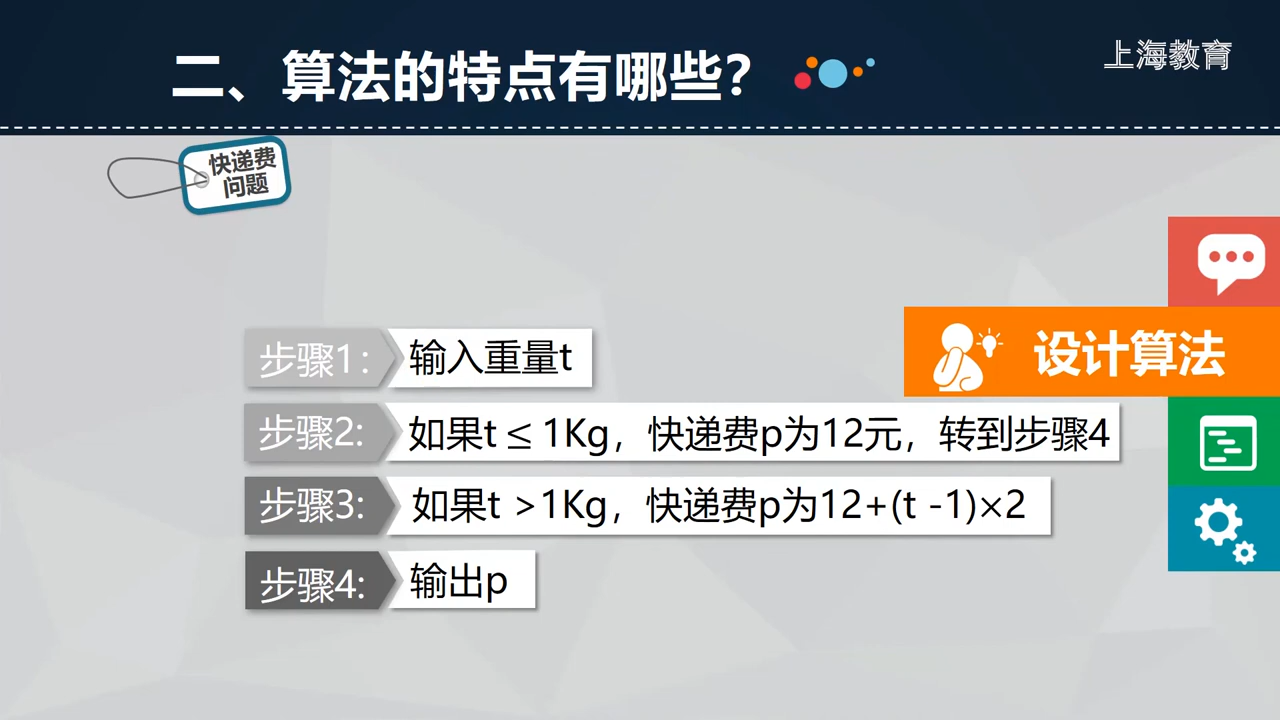 二、算法的特点有哪些？
上海教育
快递费
问题
设计算法
步骤1：
输入重量t
步骤2:
如果t ≤ 1Kg，快递费p为12元，转到步骤4
步骤3:
如果t >1Kg，快递费p为12+(t -1)×2
步骤4:
输出p